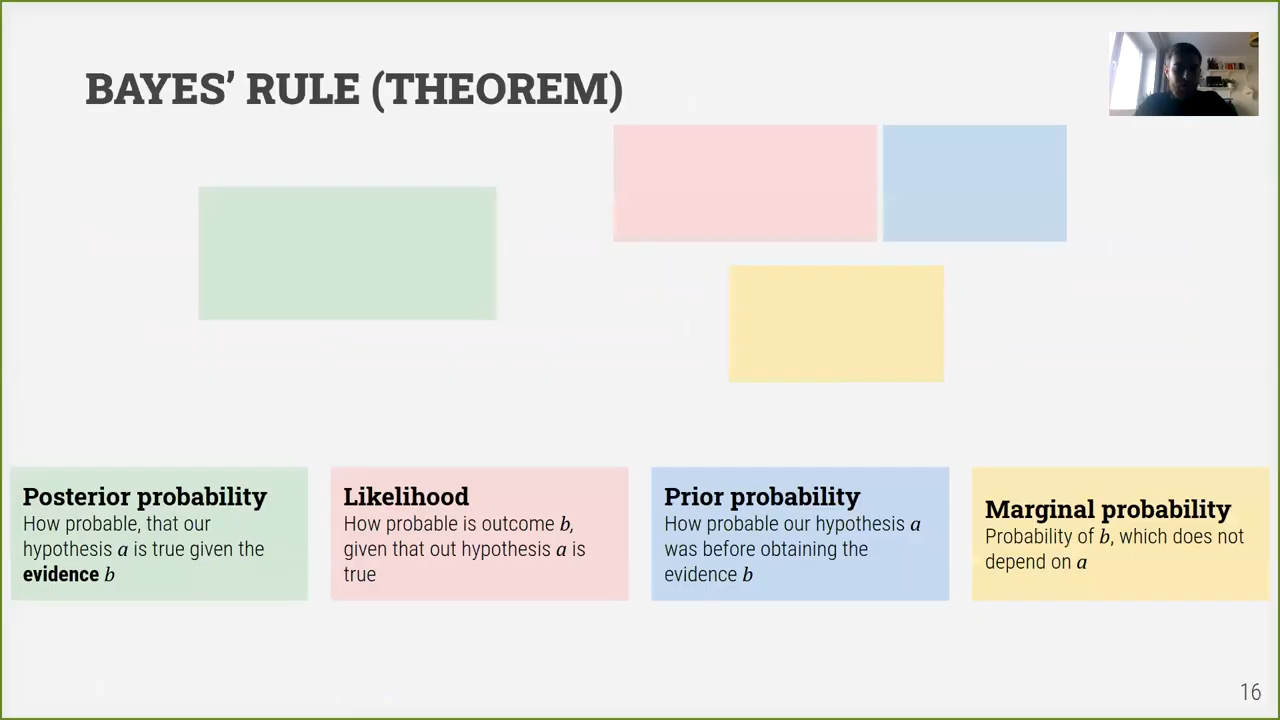 BAYES’ RULE (THEOREM)
Posterior probability
How probable, that our
hypothesis a is true given the
evidence b
Likelihood
How probable is outcome b,
given that out hypothesis a is
true
Prior probability
How probable our hypothesis a
was before obtaining the
evidence b
Marginal probability
Probability of b, which does not
depend on a
16